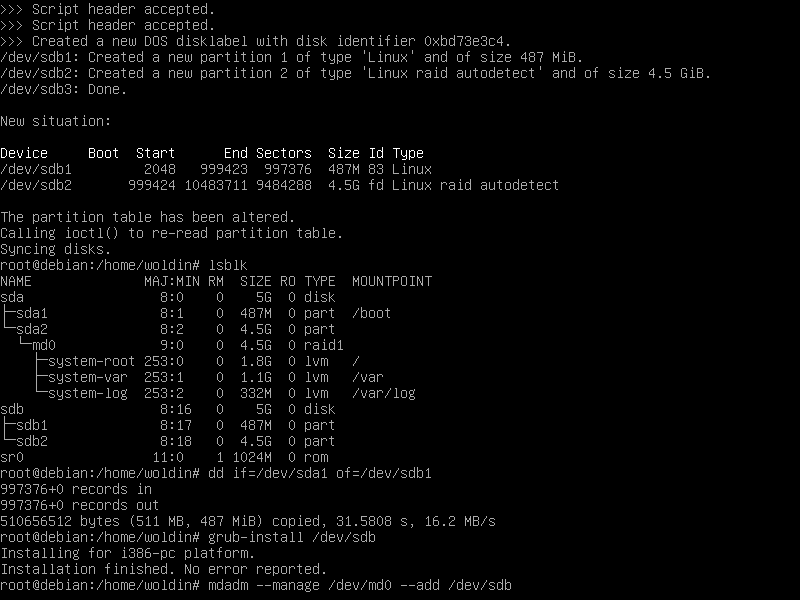 >>> Script header accepted.
>>> Script header accepted.
>>> Created a new DOS disklabel with disk identifier 0xbd73e3c4.
/dev/sdb1: Created a new partition 1 of type 'Linux' and of size 487 MiB.
/dev/sdb2: Created a new partition 2 of type 'Linux raid autodetect' and of size 4.5 GiB.
/dev/sdb3: Done.

New situation:

Device     Boot  Start      End Sectors  Size Id Type
/dev/sdb1         2048   999423  997376  487M 83 Linux
/dev/sdb2       999424 10483711 9484288  4.5G fd Linux raid autodetect

The partition table has been altered.
Calling ioctl() to re-read partition table.
Syncing disks.
root@debian:/home/woldin# lsblk
NAME              MAJ:MIN RM  SIZE RO TYPE  MOUNTPOINT
sda                 8:0    0    5G  0 disk
├─sda1              8:1    0  487M  0 part  /boot
└─sda2              8:2    0  4.5G  0 part
  └─md0             9:0    0  4.5G  0 raid1
    ├─system-root 253:0    0  1.8G  0 lvm   /
    ├─system-var  253:1    0  1.1G  0 lvm   /var
    └─system-log  253:2    0  332M  0 lvm   /var/log
sdb                 8:16   0    5G  0 disk
├─sdb1              8:17   0  487M  0 part
└─sdb2              8:18   0  4.5G  0 part
sr0                11:0    1 1024M  0 rom
root@debian:/home/woldin# dd if=/dev/sda1 of=/dev/sdb1
997376+0 records in
997376+0 records out
510656512 bytes (511 MB, 487 MiB) copied, 31.5808 s, 16.2 MB/s
root@debian:/home/woldin# grub-install /dev/sdb
Installing for i386-pc platform.
Installation finished. No error reported.
root@debian:/home/woldin# mdadm --manage /dev/md0 --add /dev/sdb